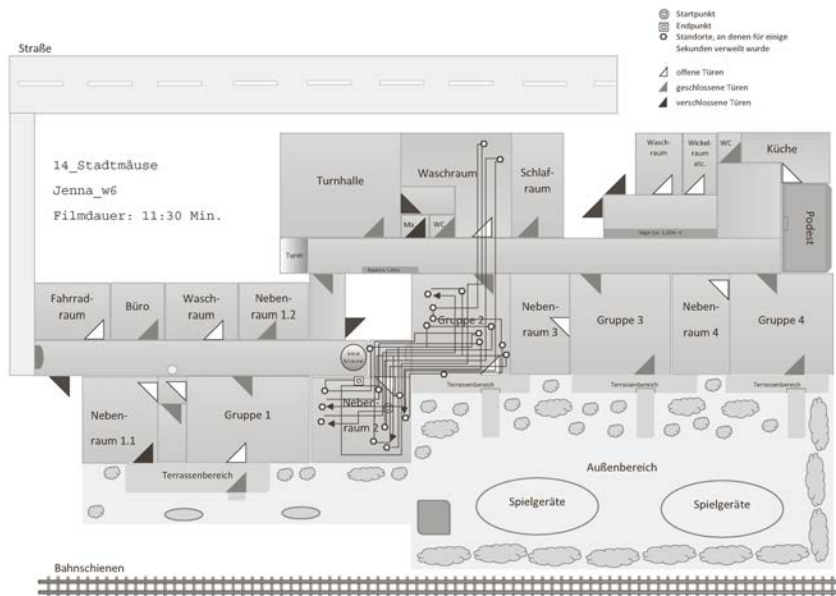 Startpunkt
Endpunkt
Standorte, an denen für einige
Sekunden verweilt wurde
offene Türen
geschlossene Türen
verschlossene Türen
Straße
14_Stadtmäuse
Jenna_w6
Filmdauer: 11:30 Min.
Turnhalle
Waschraum
Schlaf-
raum
Ma.
WC
Wasch-
raum
Wickel-
raum
etc.
WC
Küche
Podest
Turm
Fahrrad-
raum
Büro
Wasch-
raum
Neben-
raum 1.2
Gruppe 2
Neben-
raum 3
Gruppe 3
Neben-
raum 4
Gruppe 4
Terrassenbereich
Terrassenbereich
Terrassenbereich
Neben-
raum 1.1
Gruppe 1
Neben
raum 2
Terrassenbereich
Außenbereich
Spielgeräte
Spielgeräte
Bahnschienen